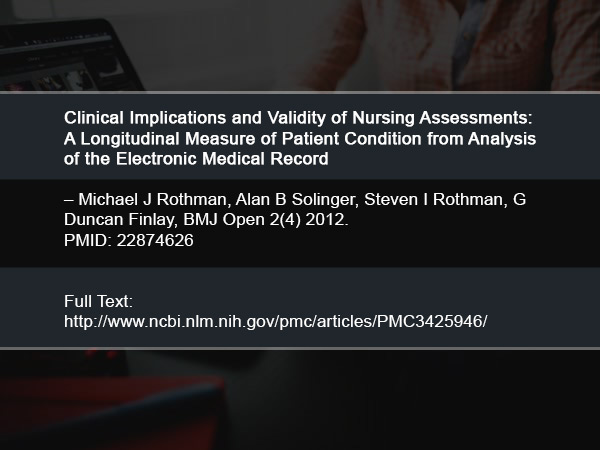 Clinical Implications and Validity of Nursing Assessments:
A Longitudinal Measure of Patient Condition from Analysis
of the Electronic Medical Record
– Michael J Rothman, Alan B Solinger, Steven I Rothman, G
Duncan Finlay, BMJ Open 2(4) 2012.
PMID: 22874626
Full Text:
http://www.ncbi.nlm.nih.gov/pmc/articles/PMC3425946/